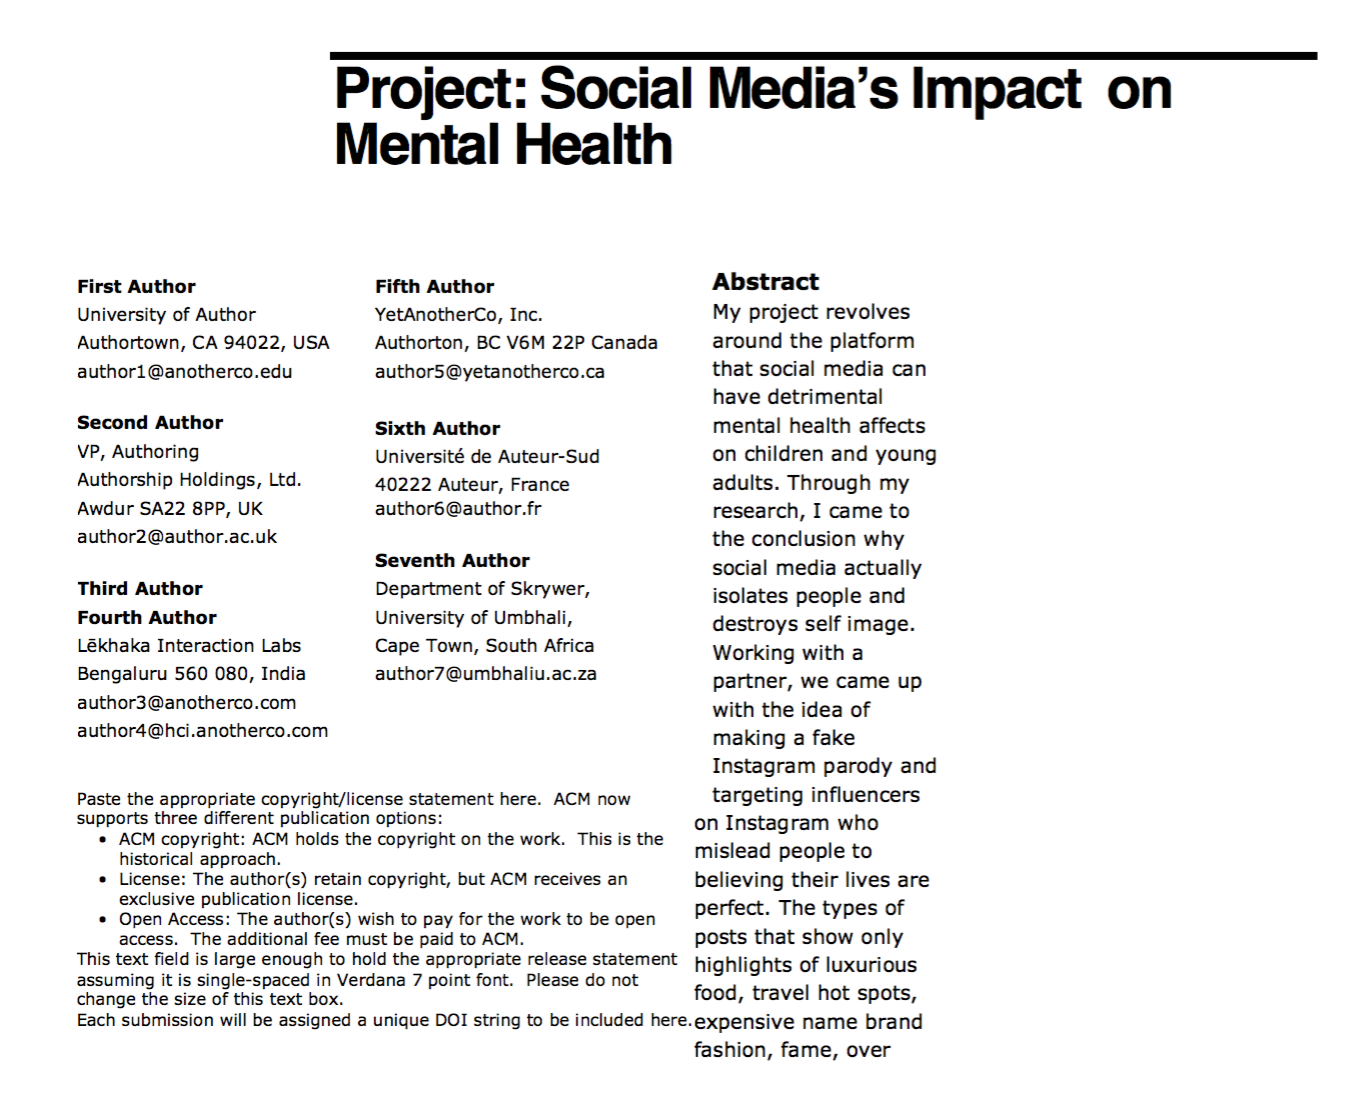 Project: Social Media’s Impact  on
Mental Health
First Author
University of Author
Authortown, CA 94022, USA
author1@anotherco.edu
Second Author
VP, Authoring
Authorship Holdings, Ltd.
Awdur SA22 8PP, UK
author2@author.ac.uk
Third Author
Fourth Author
Lēkhaka Interaction Labs
Bengaluru 560 080, India
author3@anotherco.com
author4@hci.anotherco.com
Fifth Author
YetAnotherCo, Inc.
Authorton, BC V6M 22P Canada
author5@yetanotherco.ca
Sixth Author
Université de Auteur-Sud
40222 Auteur, France
author6@author.fr
Seventh Author
Department of Skrywer,
University of Umbhali,
Cape Town, South Africa
author7@umbhaliu.ac.za
Paste the appropriate copyright/license statement here.  ACM now
supports three different publication options:
• ACM copyright: ACM holds the copyright on the work.  This is the
historical approach.
• License: The author(s) retain copyright, but ACM receives an
exclusive publication license.
• Open Access: The author(s) wish to pay for the work to be open
access.  The additional fee must be paid to ACM.
This text field is large enough to hold the appropriate release statement
assuming it is single-spaced in Verdana 7 point font.  Please do not
change the size of this text box.
Each submission will be assigned a unique DOI string to be included here.
Abstract
My project revolves
around the platform
that social media can
have detrimental
mental health affects
on children and young
adults. Through my
research, I came to
the conclusion why
social media actually
isolates people and
destroys self image.
Working with a
partner, we came up
with the idea of
making a fake
Instagram parody and
targeting influencers
on Instagram who
mislead people to
believing their lives are
perfect. The types of
posts that show only
highlights of luxurious
food, travel hot spots,
expensive name brand
fashion, fame, over